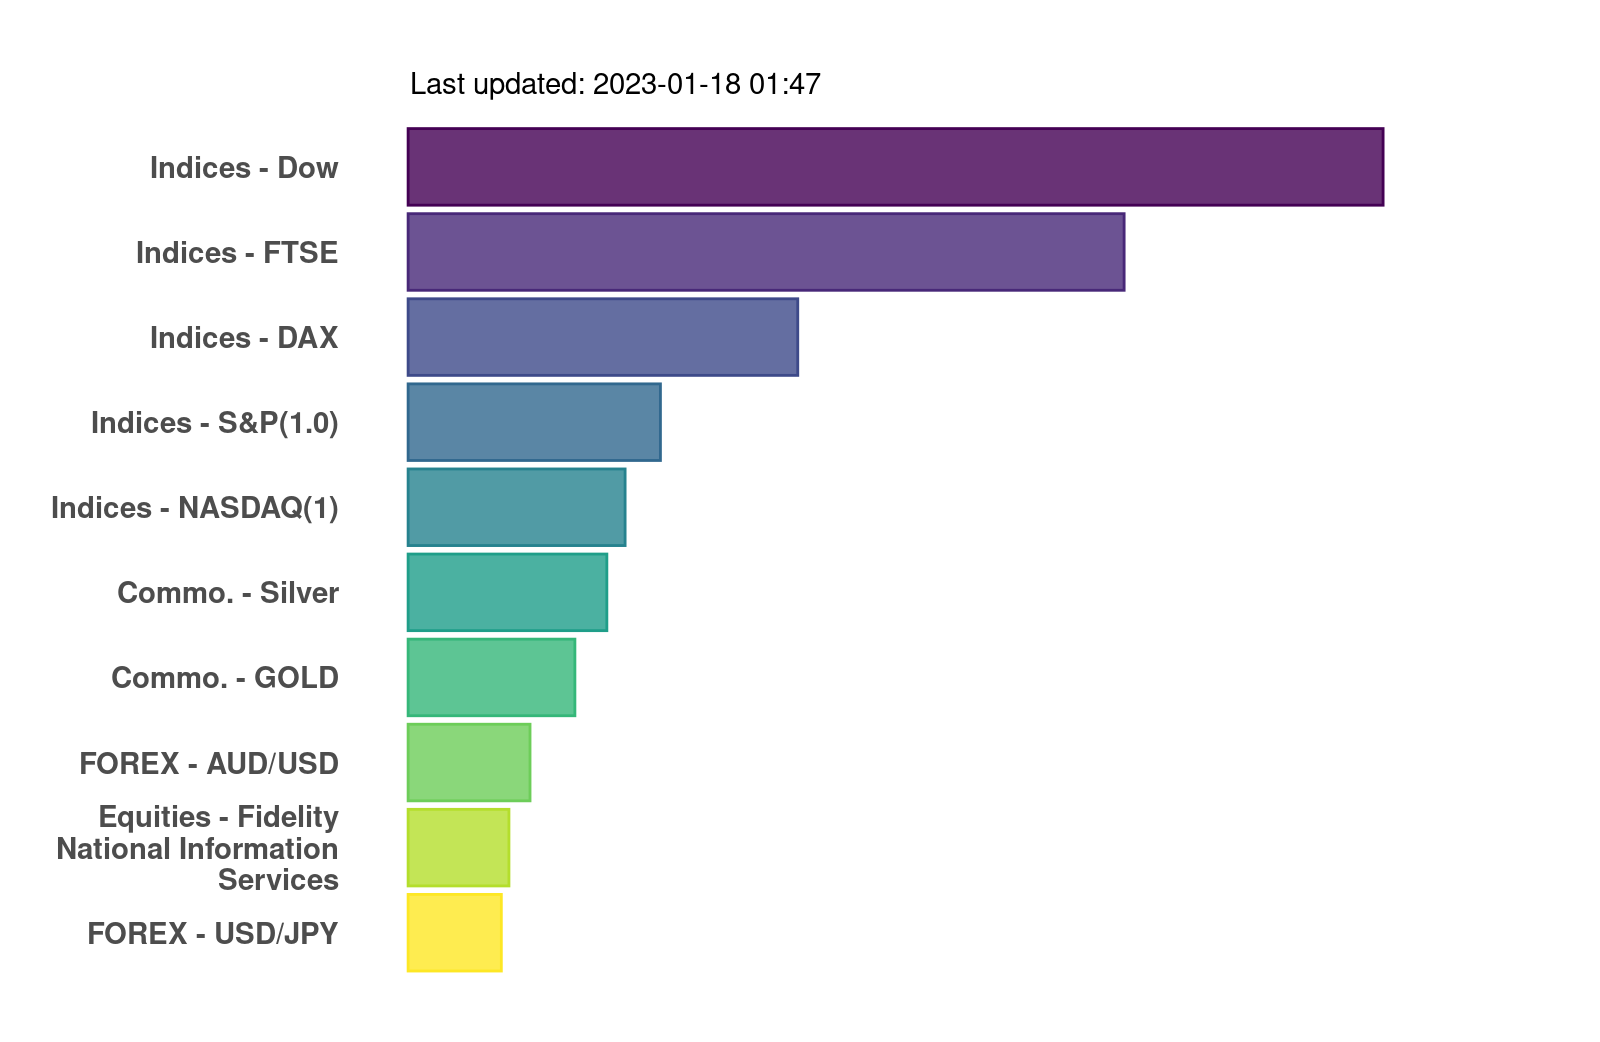 Last updated: 2023-01-18 01:47
Indices - Dow
Indices - FTSE
Indices - DAX
Indices - S&P(1.0)
Indices - NASDAQ(1)
Commo. - Silver
Commo. - GOLD
FOREX - AUD/USD
Equities - Fidelity
National Information
Services
FOREX - USD/JPY